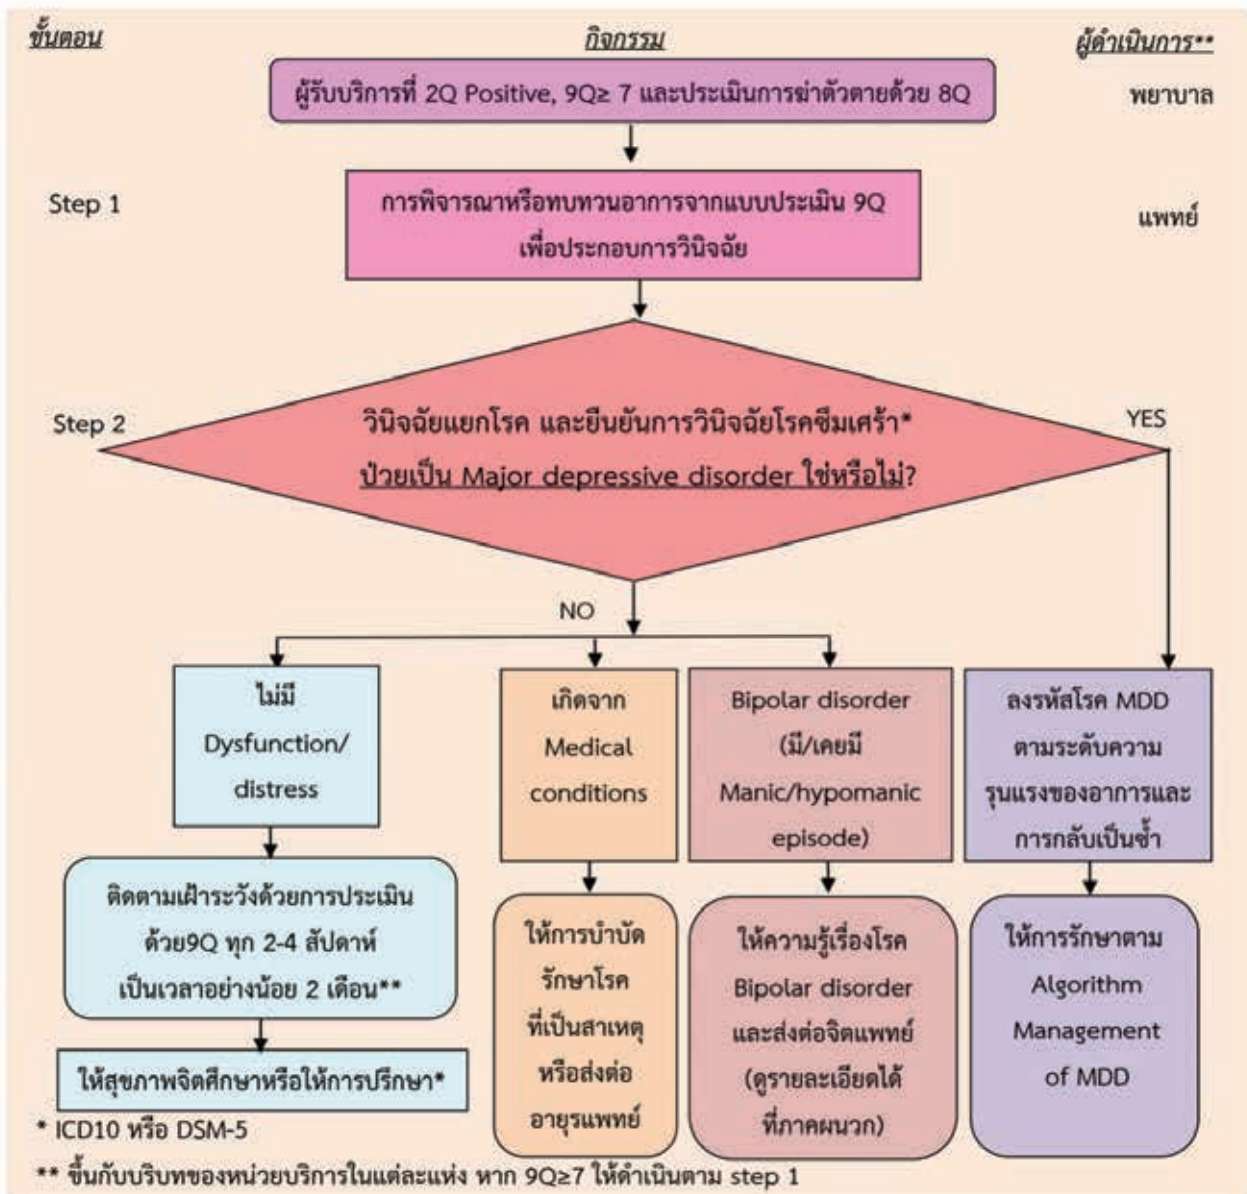 ขั้นตอน
กิจกรรม
ผู้ดำเนินการ**
ผู้รับบริการที่ 2Q Positive, 9Q≥ 7 และประเมินการฆ่าตัวตายด้วย 8Q
พยาบาล
Step 1
การพิจารณาหรือทบทวนอาการจากแบบประเมิน 9Q
เพื่อประกอบการวินิจฉัย
แพทย์
Step 2
วินิจฉัยแยกโรค และยืนยันการวินิจฉัยโรคซึมเศร้า*
ป่วยเป็น Major depressive disorder ใช่หรือไม่?
YES
NO
ไม่มี
Dysfunction/
distress
เกิดจาก
Medical
conditions
Bipolar disorder
(มี/เคยมี
Manic/hypomanic
episode)
ลงรหัสโรค MDD
ตามระดับความ
รุนแรงของอาการและ
การกลับเป็นซ้ำ
ติดตามเฝ้าระวังด้วยการประเมิน
ด้วย9Q ทุก 2-4 สัปดาห์
เป็นเวลาอย่างน้อย 2 เดือน**
ให้สุขภาพจิตศึกษาหรือให้การปรึกษา*
ให้การบำบัด
รักษาโรค
ที่เป็นสาเหตุ
หรือส่งต่อ
อายุรแพทย์
ให้ความรู้เรื่องโรค
Bipolar disorder
และส่งต่อจิตแพทย์
(ดูรายละเอียดได้
ที่ภาคผนวก)
ให้การรักษาตาม
Algorithm
Management
of MDD
* ICD10 หรือ DSM-5
** ขึ้นกับบริบทของหน่วยบริการในแต่ละแห่ง หาก 9Q≥7 ให้ดำเนินตาม step 1